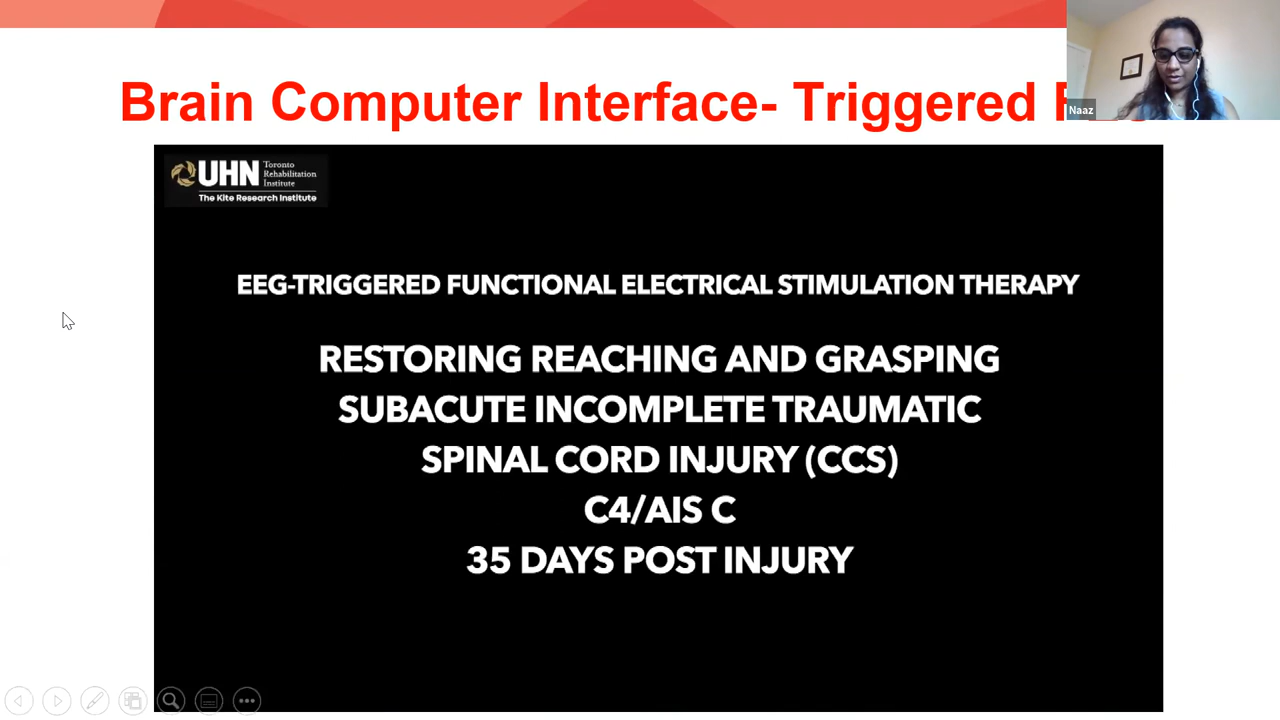 Brain Computer Interface- Triggered
Naaz
UHN Toronto Rehabilitation Institute
The Kite Research Institute
EEG-TRIGGERED FUNCTIONAL ELECTRICAL STIMULATION THERAPY
RESTORING REACHING AND GRASPING
SUBACUTE INCOMPLETE TRAUMATIC
SPINAL CORD INJURY (CCS)
C4/AIS C
35 DAYS POST INJURY